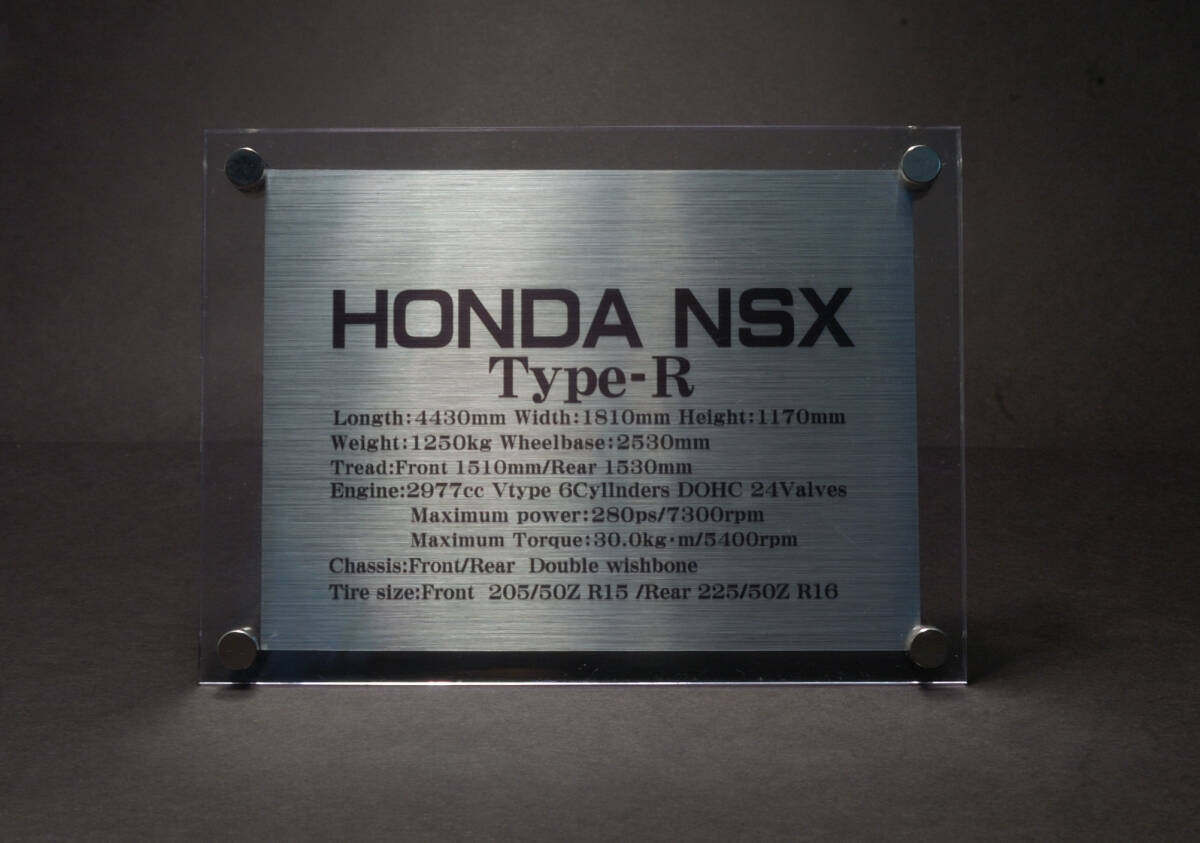 HONDA NSX
Type-R
Length:4430mm Width:1810mm Height:1170mm
Weight:1250kg Wheelbase:2530mm
Tread:Front 1510mm/Rear 1530mm
Engine:2977cc Vtype 6Cyllnders DOHC 24Valves
Maximum power:280ps/7300rpm
Maximum Torque:30.0kg·m/5400rpm
Chassis:Front/Rear Double wishbone
Tire size:Front 205/50Z R15 /Rear 225/50Z R16